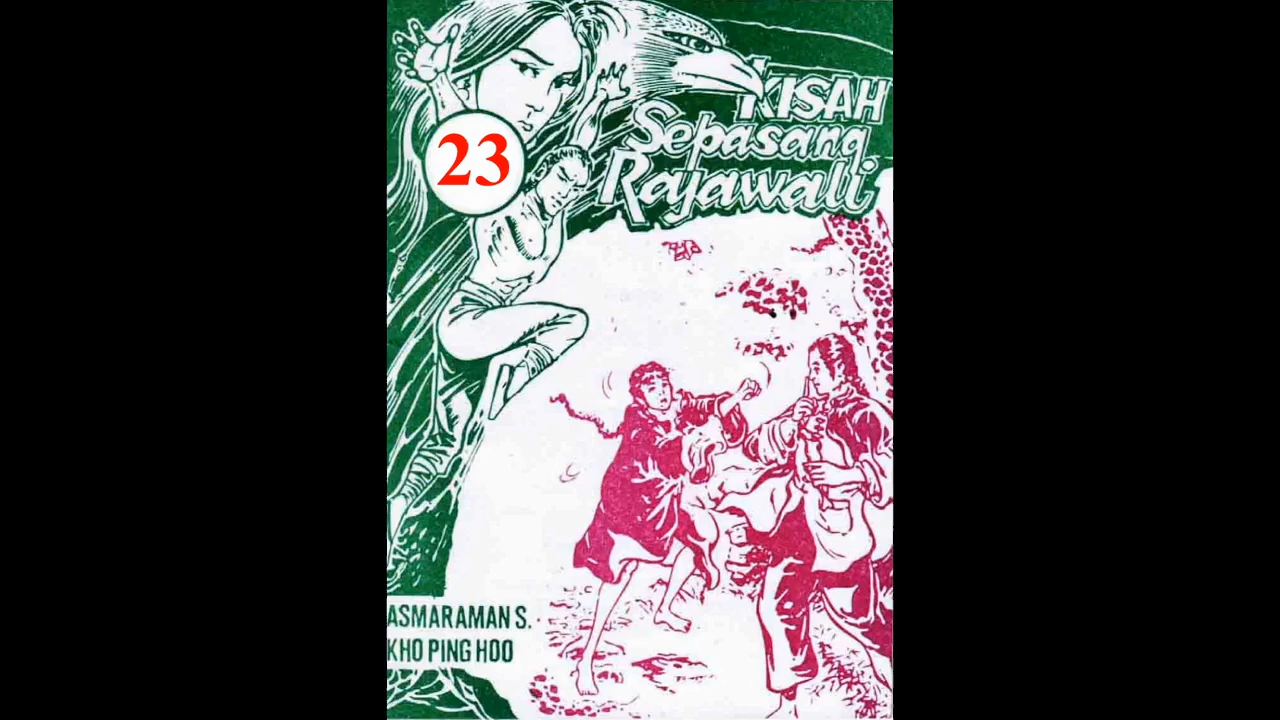 23
KISAH
Sepasang
Rajawali
ASMARAMAN S.
KHO PING HOO